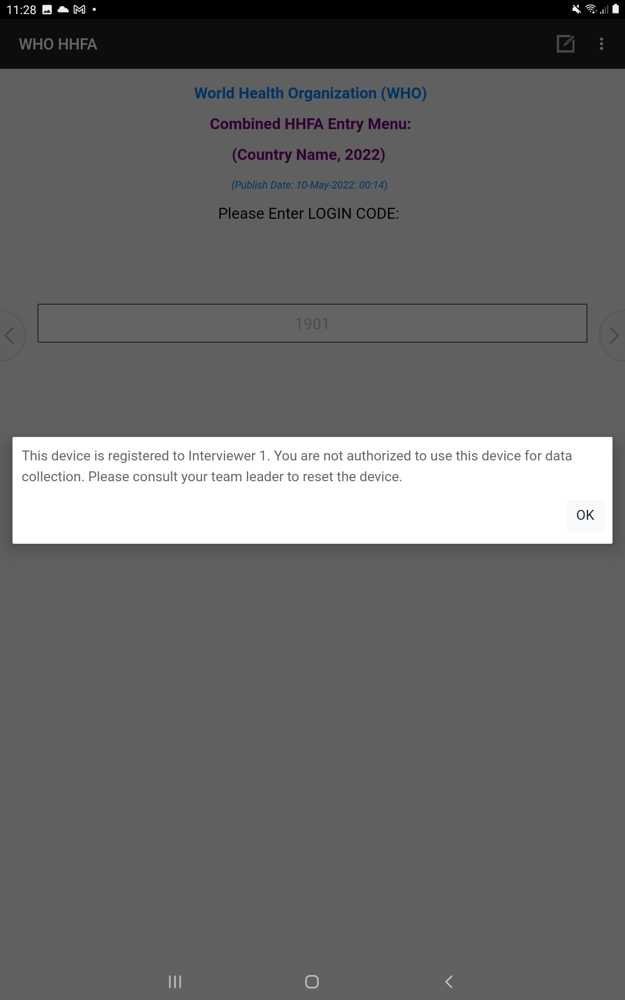 11:28
WHO HHFA
World Health Organization (WHO)
Combined HHFA Entry Menu:
(Country Name, 2022)
(Publish Date: 10-May-2022: 00:14)
Please Enter LOGIN CODE:
1901
This device is registered to Interviewer 1. You are not authorized to use this device for data
collection. Please consult your team leader to reset the device.
OK